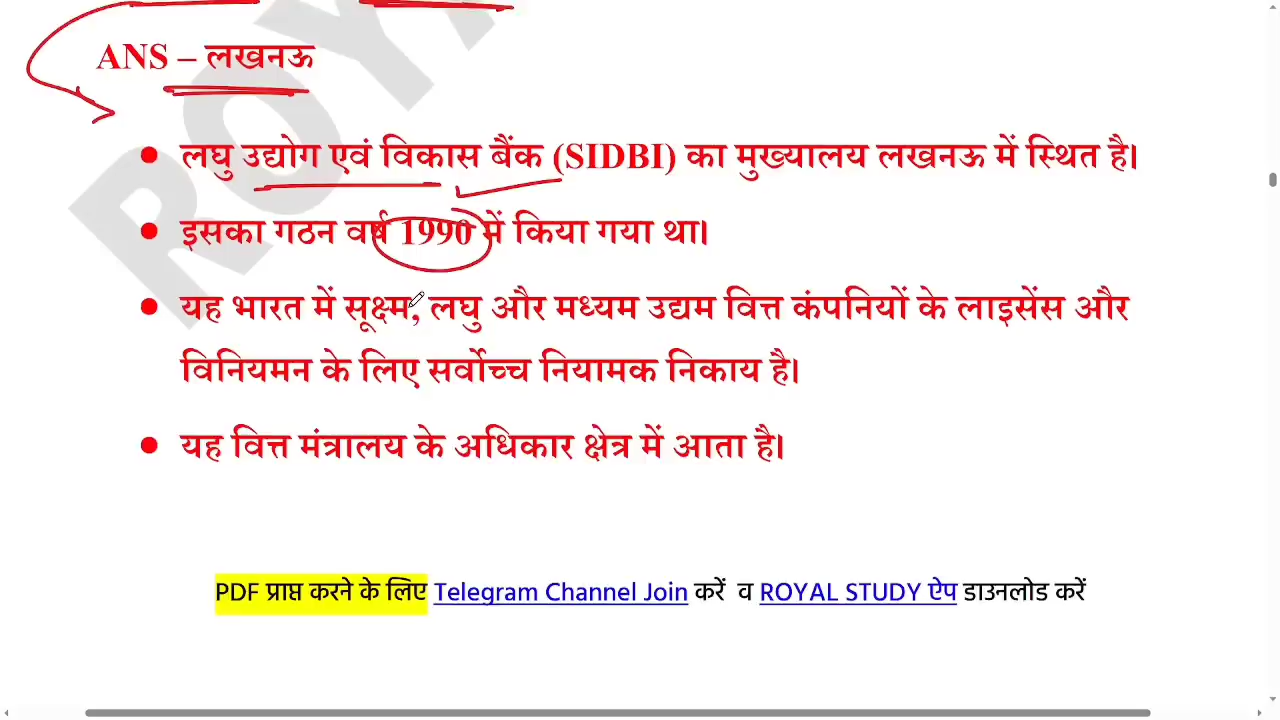 ANS – लखनऊ
● लघु उद्योग एवं विकास बैंक (SIDBI) का मुख्यालय लखनऊ में स्थित है।
● इसका गठन वर्ष 1990 में किया गया था।
● यह भारत में सूक्ष्म, लघु और मध्यम उद्यम वित्त कंपनियों के लाइसेंस और
विनियमन के लिए सर्वोच्च नियामक निकाय है।
● यह वित्त मंत्रालय के अधिकार क्षेत्र में आता है।
PDF प्राप्त करने के लिए Telegram Channel Join करें व ROYAL STUDY ऐप डाउनलोड करें